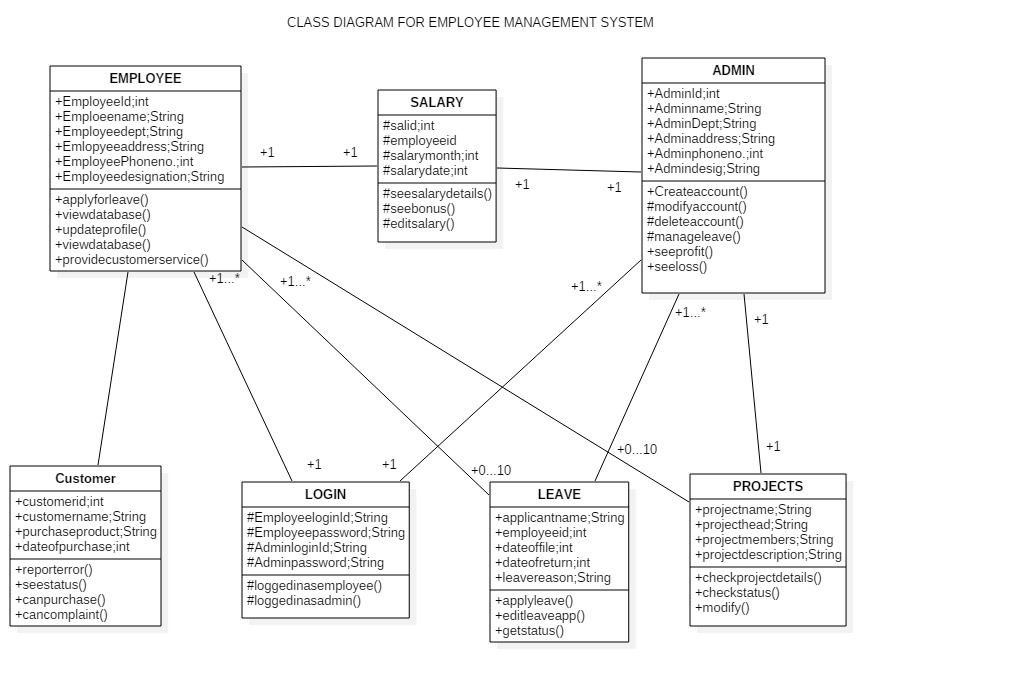 CLASS DIAGRAM FOR EMPLOYEE MANAGEMENT SYSTEM
EMPLOYEE
+EmployeeId;int
+Emploeename;String
+Employeedept;String
+Emlopyeeaddress;String
+EmployeePhoneno.;int
+Employeedesignation;String
+applyforleave()
+viewdatabase()
+updateprofile()
+viewdatabase()
+providecustomerservice()
+1
+1
SALARY
#salid;int
#employeeid
#salarymonth;int
#salarydate;int
#seesalarydetails()
#seebonus()
#editsalary()
+1
+1
ADMIN
+AdminId;int
+Adminname;String
+AdminDept;String
+Adminaddress;String
+Adminphoneno.;int
+Admindesig;String
+Createaccount()
#modifyaccount()
#deleteaccount()
#manageleave()
+seeprofit()
+seeloss()
+1...*
+1...*
+1...*
+1...*
+1
+1
+1
+0...10
+0...10
+1
Customer
+customerid;int
+customername;String
+purchaseproduct;String
+dateofpurchase;int
+reporterror()
+seestatus()
+canpurchase()
+cancomplaint()
LOGIN
#EmployeeloginId;String
#Employeepassword;String
#AdminloginId;String
#Adminpassword;String
#loggedinasemployee()
#loggedinasadmin()
LEAVE
+applicantname;String
+employeeid;int
+dateoffile;int
+dateofreturn;int
+leavereason;String
+applyleave()
+editleaveapp()
+getstatus()
PROJECTS
+projectname;String
+projecthead;String
+projectmembers;String
+projectdescription;String
+checkprojectdetails()
+checkstatus()
+modify()